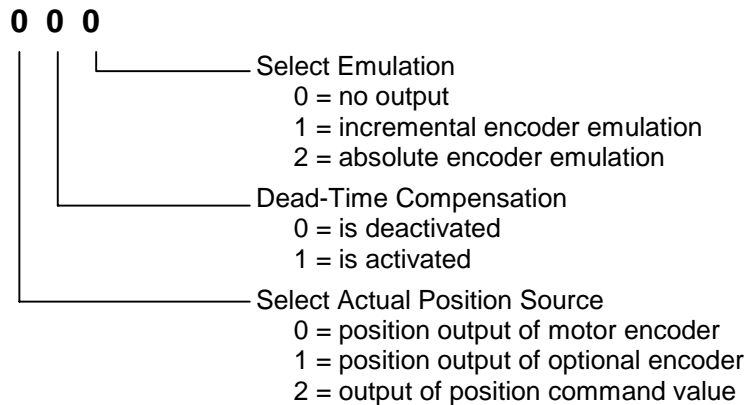 0 0 0
Select Emulation
0 = no output
1 = incremental encoder emulation
2 = absolute encoder emulation
Dead-Time Compensation
0 = is deactivated
1 = is activated
Select Actual Position Source
0 = position output of motor encoder
1 = position output of optional encoder
2 = output of position command value